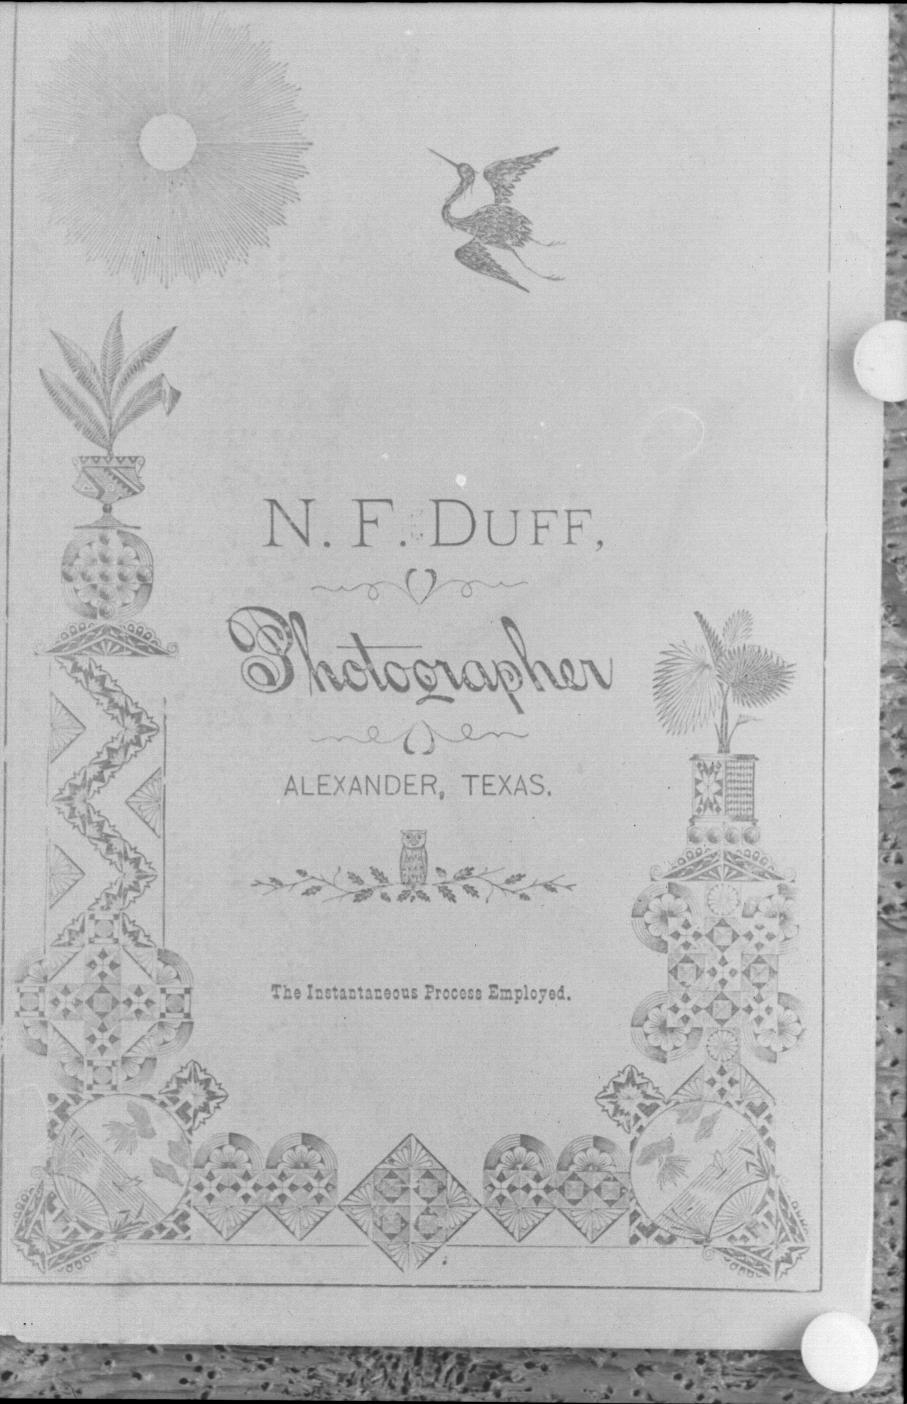 N. F. DUFF,
Photographer
ALEXANDER, TEXAS.
The Instantaneous Process Employed.